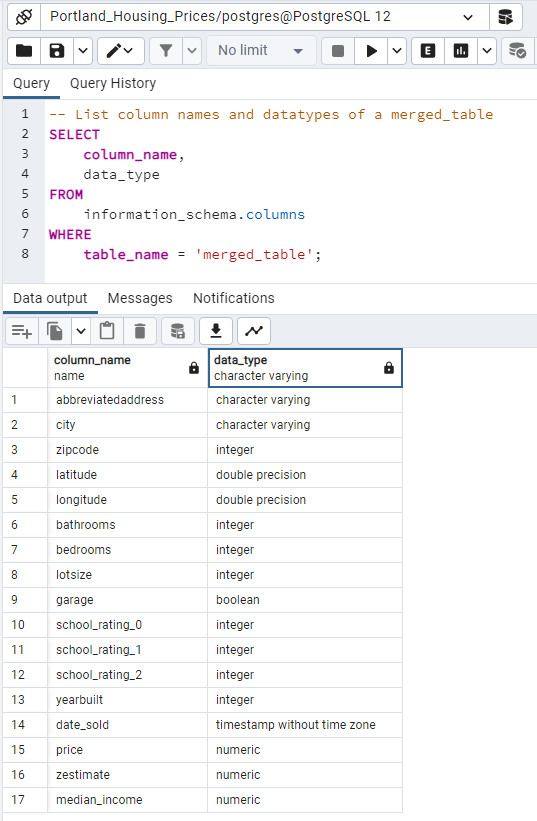 Portland_Housing_Prices/postgres@PostgreSQL 12
No limit
E
Query Query History
1 -- List column names and datatypes of a merged_table
2 SELECT
3 column_name,
4 data_type
5 FROM
6 information_schema.columns
7 WHERE
8 table_name = 'merged_table';
Data output Messages Notifications
column_name data_type
name character varying
1 abbreviatedaddress character varying
2 city character varying
3 zipcode integer
4 latitude double precision
5 longitude double precision
6 bathrooms integer
7 bedrooms integer
8 lotsize integer
9 garage boolean
10 school_rating_0 integer
11 school_rating_1 integer
12 school_rating_2 integer
13 yearbuilt integer
14 date_sold timestamp without time zone
15 price numeric
16 zestimate numeric
17 median_income numeric